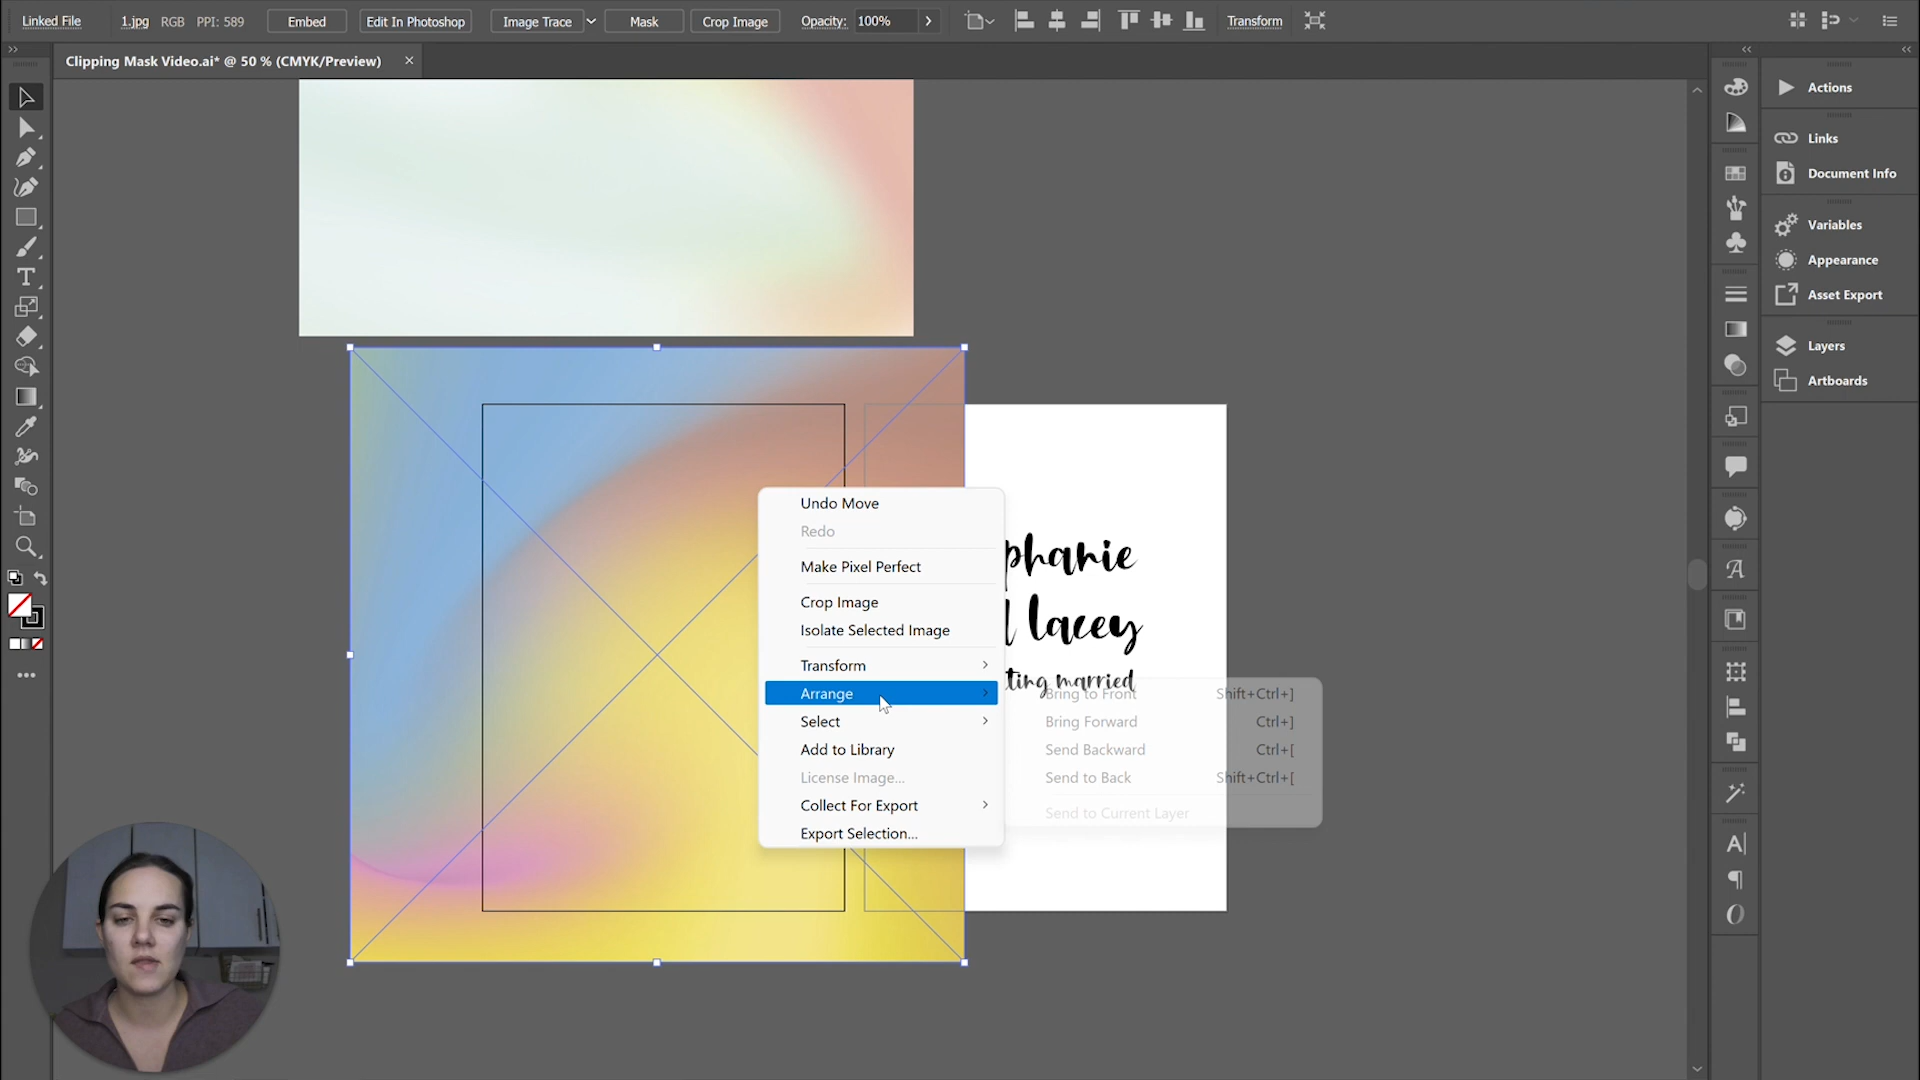 Linked File 1.jpg RGB PPI: 589 Embed Edit In Photoshop Image Trace Mask Crop Image Opacity: 100% Transform
Clipping Mask Video.ai* @ 50 % (CMYK/Preview) ×
Actions
Links
Document Info
Variables
Appearance
Asset Export
Layers
Artboards
Undo Move
Redo
Make Pixel Perfect
Crop Image
Isolate Selected Image
Transform
Arrange
Select
Add to Library
License Image...
Collect For Export
Export Selection...
phanie
lacey
ting married
Bring to Front Shift+Ctrl+]
Bring Forward Ctrl+]
Send Backward Ctrl+[
Send to Back Shift+Ctrl+[
Send to Current Layer